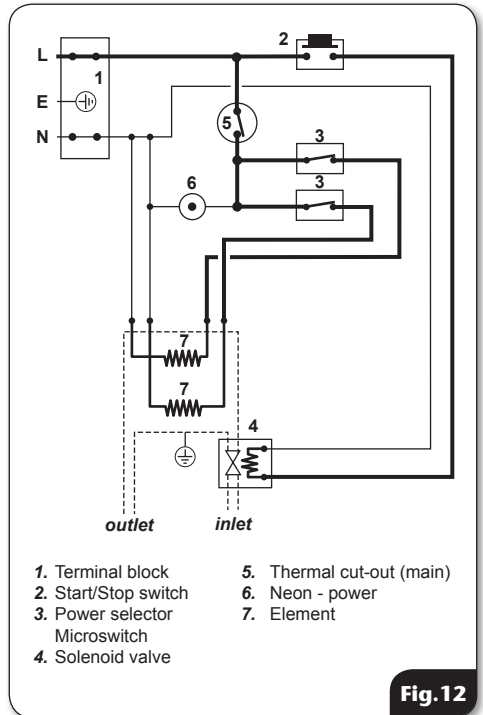 2
L
1
E
5
N
3
6
3
7
7
4
outlet inlet
1. Terminal block
2. Start/Stop switch
3. Power selector
Microswitch
4. Solenoid valve
5. Thermal cut-out (main)
6. Neon - power
7. Element
Fig.12